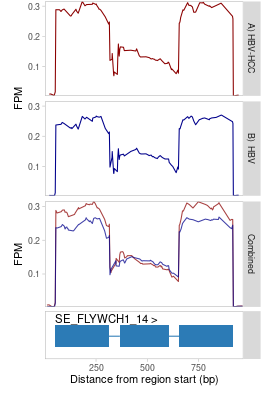 0.3
0.2
0.1
A) HBV-HCC
FPM
0.3
0.2
0.1
B) HBV
0.3
0.2
0.1
FPM
Combined
SE_FLYWCH1_14 >
250
500
750
Distance from region start (bp)